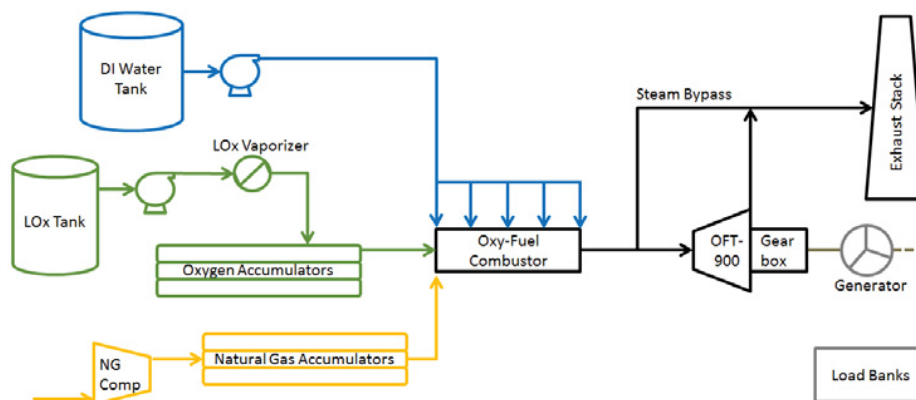 DI Water
Tank
Steam Bypass
Exhaust Stack
LOx Vaporizer
LOx Tank
Oxygen Accumulators
Oxy-Fuel
Combustor
OFT-
900
Gear
box
Generator
NG
Comp
Natural Gas Accumulators
Load Banks